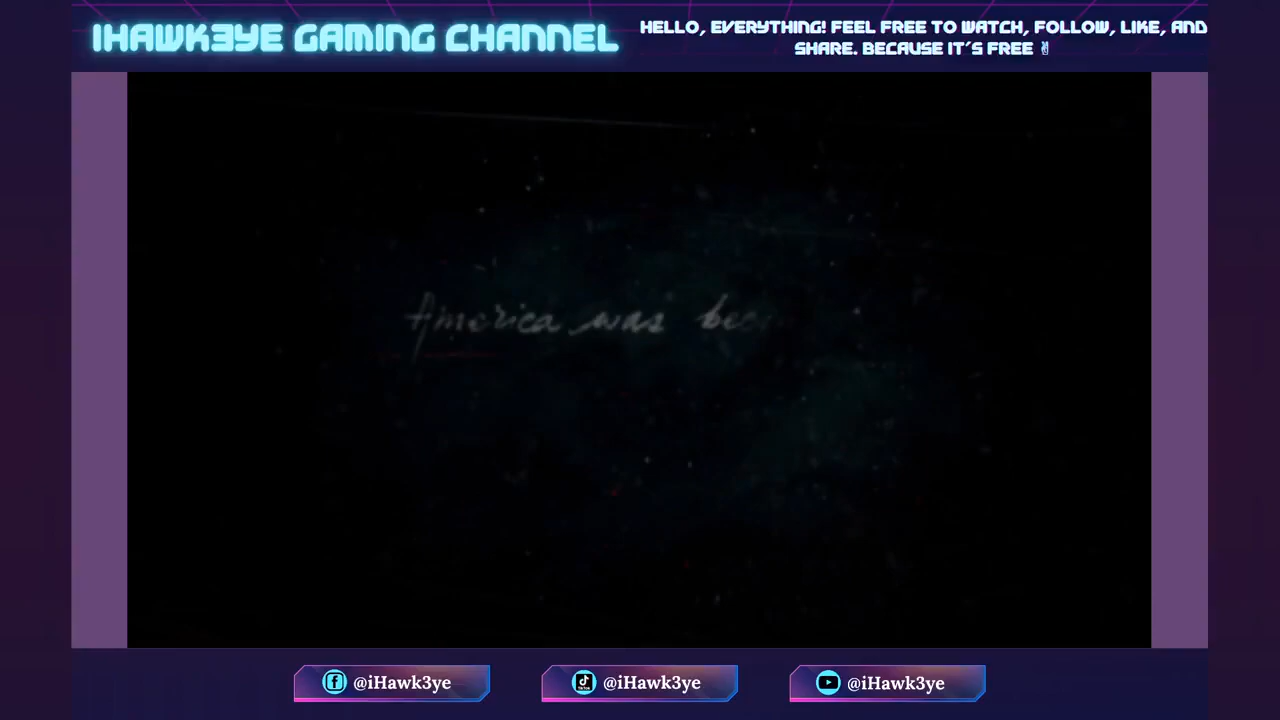 IHAWK3YE GAMING CHANNEL
HELLO, EVERYTHING! FEEL FREE TO WATCH, FOLLOW, LIKE, AND
SHARE. BECAUSE IT'S FREE ✌
America was
@iHawk3ye
@iHawk3ye
@iHawk3ye